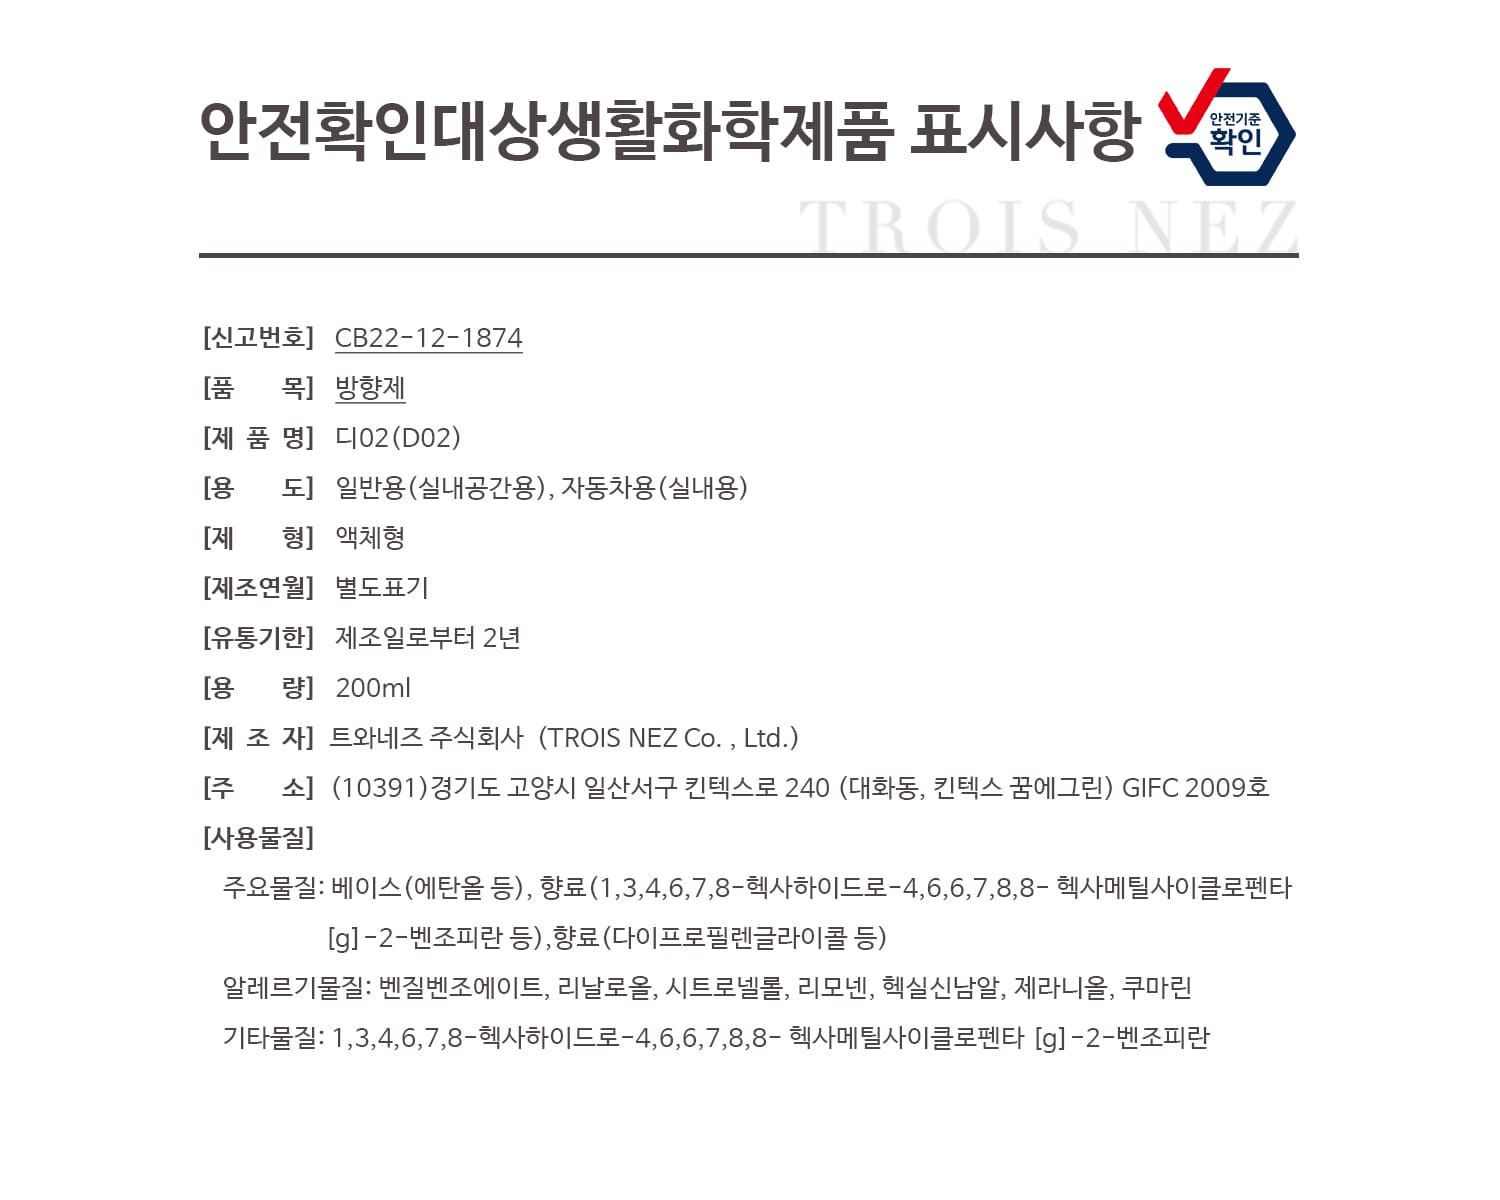 안전확인대상생활화학제품 표시사항
안전기준
확인
TROIS NEZ
[신고번호] CB22-12-1874
[품 목] 방향제
[제 품 명] 디02(D02)
[용 도] 일반용(실내공간용), 자동차용(실내용)
[제 형] 액체형
[제조연월] 별도표기
[유통기한] 제조일로부터 2년
[용 량] 200ml
[제 조 자] 트와네즈 주식회사 (TROIS NEZ Co. , Ltd.)
[주 소] (10391)경기도 고양시 일산서구 킨텍스로 240 (대화동, 킨텍스 꿈에그린) GIFC 2009호
[사용물질]
주요물질: 베이스(에탄올 등), 향료(1,3,4,6,7,8-헥사하이드로-4,6,6,7,8,8- 헥사메틸사이클로펜타
[g]-2-벤조피란 등),향료(다이프로필렌글라이콜 등)
알레르기물질: 벤질벤조에이트, 리날로올, 시트로넬롤, 리모넨, 헥실신남알, 제라니올, 쿠마린
기타물질: 1,3,4,6,7,8-헥사하이드로-4,6,6,7,8,8- 헥사메틸사이클로펜타 [g]-2-벤조피란